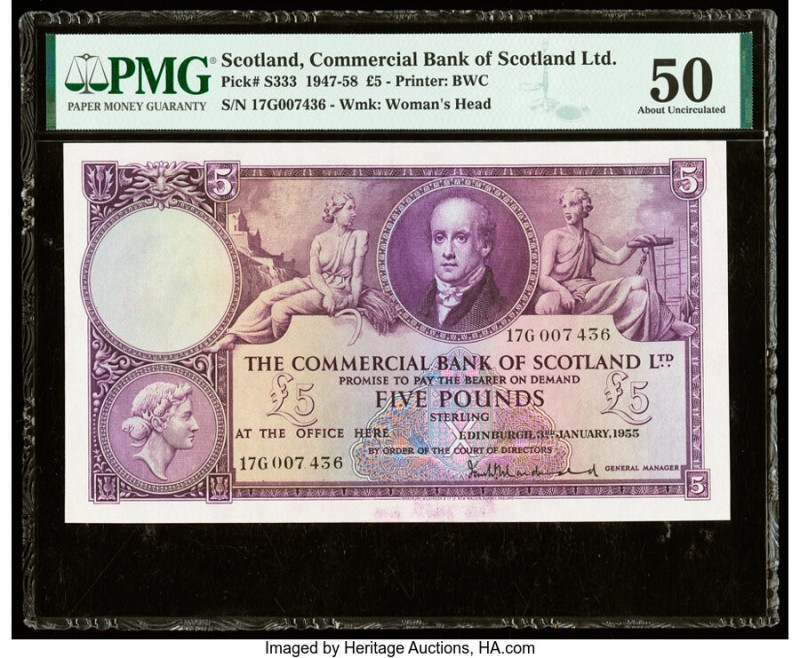 PMG®
PAPER MONEY GUARANTY
Scotland, Commercial Bank of Scotland Ltd.
Pick# S333 1947-58 £5 - Printer: BWC
S/N 17G007436 - Wmk: Woman's Head
50
About Uncirculated
5
5
17G 007 436
THE COMMERCIAL BANK OF SCOTLAND LTD.
PROMISE TO PAY THE BEARER ON DEMAND
£5 FIVE POUNDS £5
STERLING
AT THE OFFICE HERE EDINBURGH, 3RD JANUARY, 1955
BY ORDER OF THE COURT OF DIRECTORS
17G 007 436
GENERAL MANAGER
5
Imaged by Heritage Auctions, HA.com